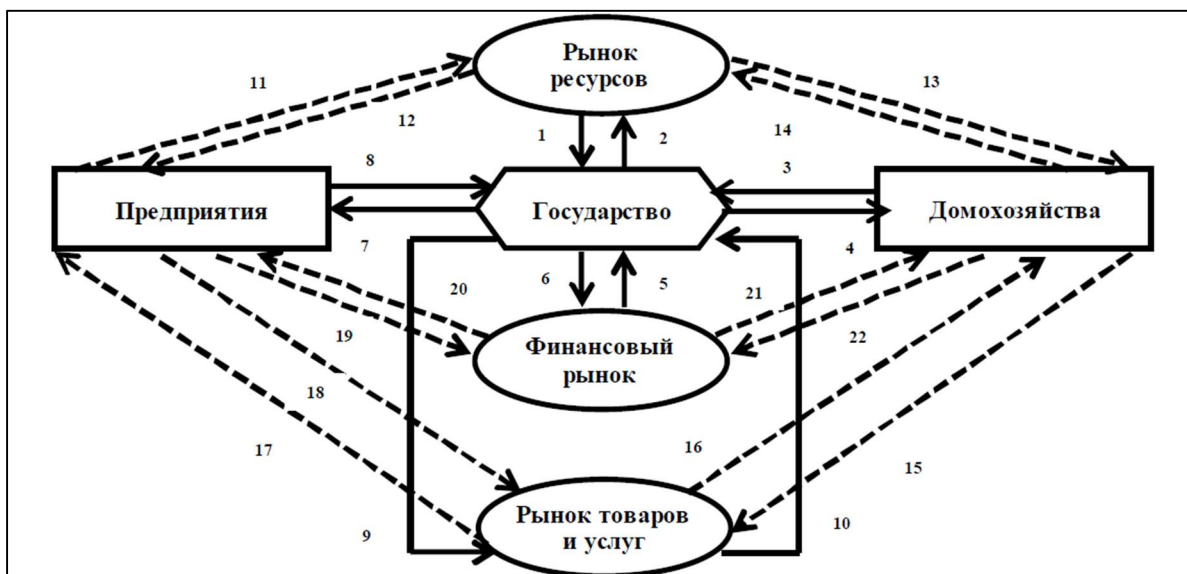 Рынок
ресурсов
11
13
12
1
2
14
8
3
Предприятия
Государство
Домохозяйства
7
4
6
5
20
21
19
Финансовый
рынок
22
18
17
16
15
Рынок товаров
и услуг
9
10